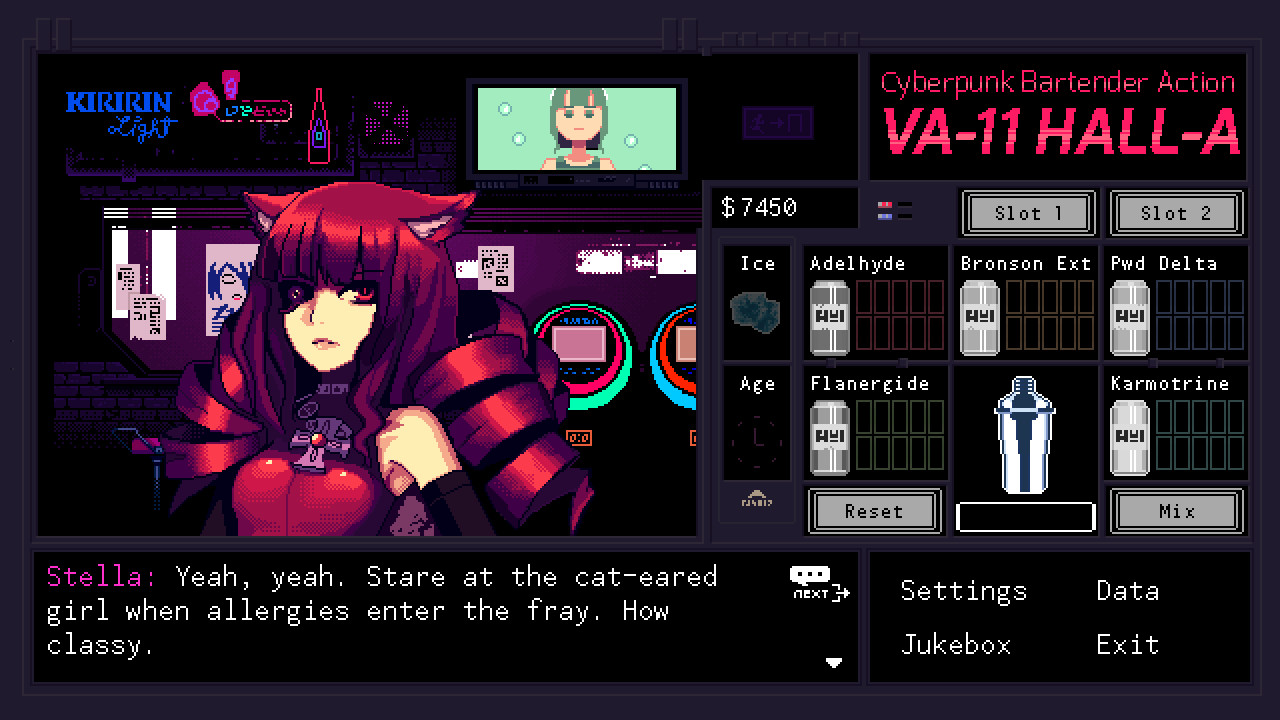 KIRIRIN
Light
Cyberpunk Bartender Action
VA-11 HALL-A
$ 7450
Slot 1
Slot 2
Ice
Adelhyde
Bronson Ext
Pwd Delta
Age
Flanergide
Karmotrine
Reset
Mix
Stella: Yeah, yeah. Stare at the cat-eared
girl when allergies enter the fray. How
classy.
NEXT
Settings
Data
Jukebox
Exit